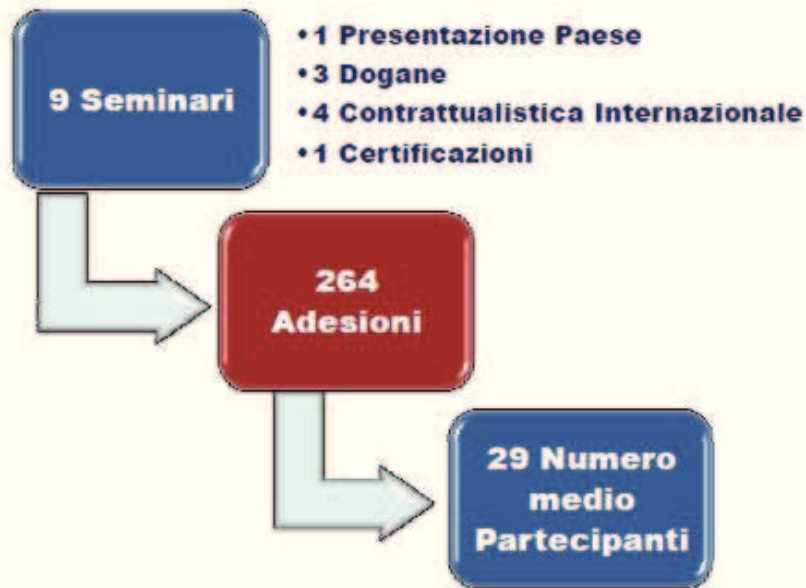 9 Seminari
•1 Presentazione Paese
•3 Dogane
•4 Contrattualistica Internazionale
•1 Certificazioni
264
Adesioni
29 Numero
medio
Partecipanti